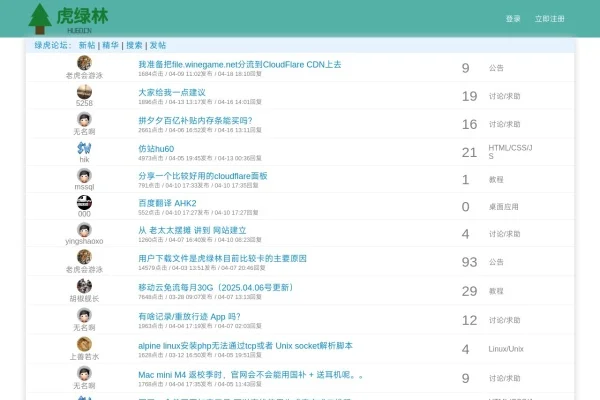 虎绿林
HU60.CN
登录 立即注册
绿虎论坛： 新帖 | 精华 | 搜索 | 发帖
老虎会游泳
我准备把file.winegame.net分流到CloudFlare CDN上去
1684点击 / 04-09 11:02发布 / 04-18 18:10回复
9 公告
5258
大家给我一点建议
1896点击 / 04-13 13:17发布 / 04-16 14:01回复
19 讨论/求助
无名啊
拼夕夕百亿补贴内存条能买吗?
2661点击 / 04-06 16:52发布 / 04-16 13:11回复
16 讨论/求助
hik
仿站hu60
4973点击 / 04-05 19:45发布 / 04-13 00:36回复
21 HTML/CSS/JS
mssql
分享一个比较好用的cloudflare面板
791点击 / 04-10 17:33发布 / 04-10 17:35回复
1 教程
000
百度翻译 AHK2
552点击 / 04-10 17:27发布 / 04-10 17:27回复
0 桌面应用
yingshaoxo
从 老太太摆摊 讲到 网站建立
1260点击 / 04-07 16:40发布 / 04-10 08:23回复
4 讨论/求助
老虎会游泳
用户下载文件是虎绿林目前比较卡的主要原因
14579点击 / 04-03 13:51发布 / 04-07 20:46回复
93 公告
胡椒舰长
移动云免流每月30G（2025.04.06号更新）
7648点击 / 03-28 09:07发布 / 04-07 13:13回复
29 教程
无名啊
有啥记录/重放行迹 App 吗?
1963点击 / 04-04 17:19发布 / 04-07 02:03回复
12 讨论/求助
上善若水
alpine linux安装php无法通过tcp或者 Unix socket解析脚本
1626点击 / 03-12 16:50发布 / 04-05 19:51回复
4 Linux/Unix
无名啊
Mac mini M4 返校季时，官网会不会能用国补 + 送耳机呢。。
1766点击 / 04-04 17:35发布 / 04-05 11:43回复
9 讨论/求助